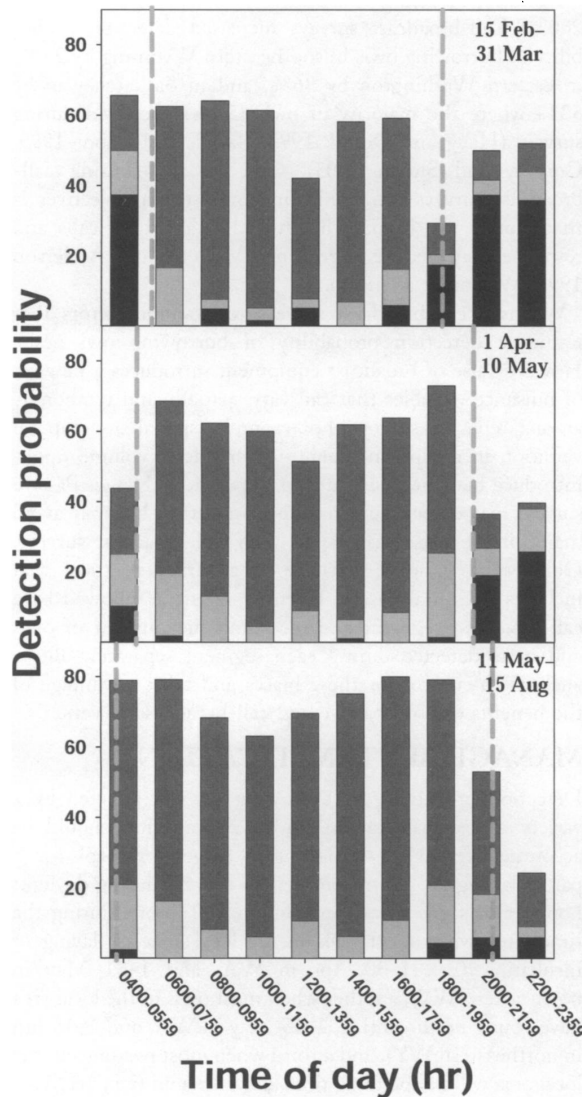 80
60
40
20
15 Feb–
31 Mar
80
60
40
20
1 Apr–
10 May
80
60
40
20
11 May–
15 Aug
Detection probability
0400-0559
0600-0759
0800-0959
1000-1159
1200-1359
1400-1559
1600-1759
1800-1959
2000-2159
2200-2359
Time of day (hr)